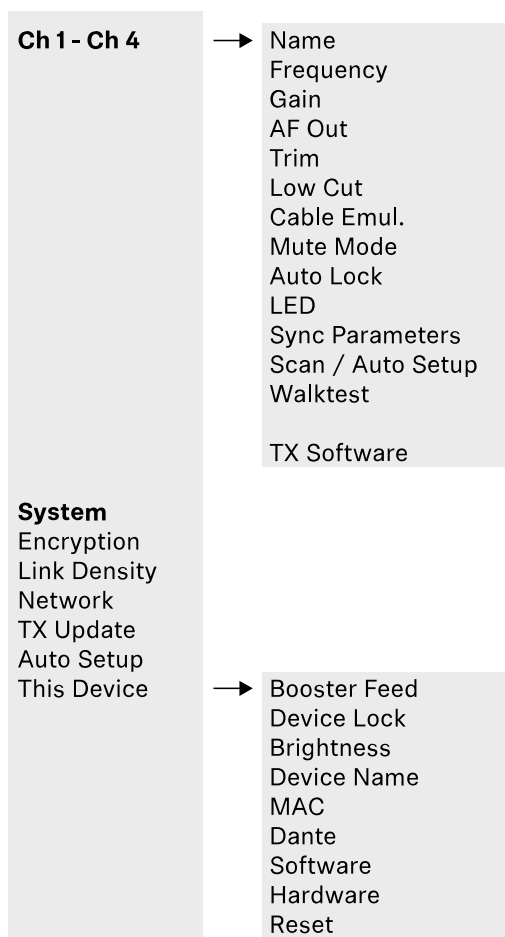 Ch 1 - Ch 4
Name
Frequency
Gain
AF Out
Trim
Low Cut
Cable Emul.
Mute Mode
Auto Lock
LED
Sync Parameters
Scan / Auto Setup
Walktest
TX Software
System
Encryption
Link Density
Network
TX Update
Auto Setup
This Device
Booster Feed
Device Lock
Brightness
Device Name
MAC
Dante
Software
Hardware
Reset